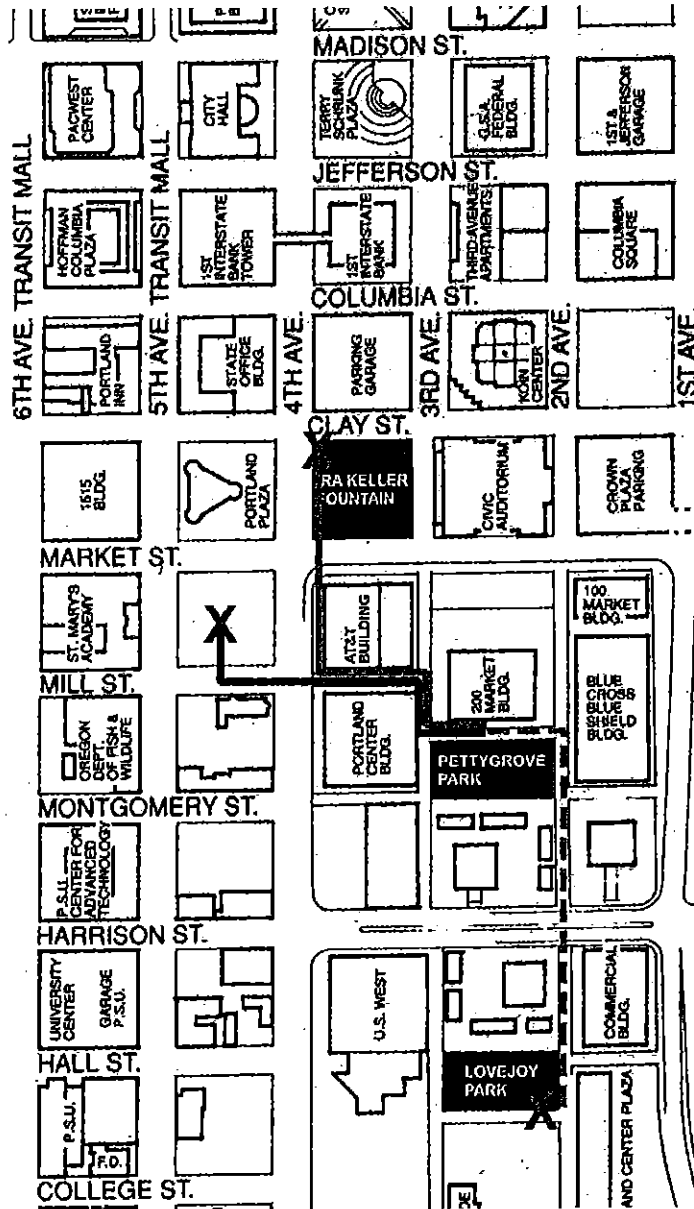 MADISON ST.
PACWEST
CENTER
CITY
HALL
TERRY
SCHRUNK
PLAZA
G.S.A.
FEDERAL
BLDG.
1ST &
JEFFERSON
GARAGE
JEFFERSON ST.
6TH AVE. TRANSIT MALL
HOFFMAN
COLUMBIA
PLAZA
5TH AVE. TRANSIT MALL
1ST
INTERSTATE
BANK
TOWER
1ST
INTERSTATE
BANK
THIRD AVENUE
APARTMENTS
COLUMBIA
SQUARE
COLUMBIA ST.
PORTLAND
INN
STATE
OFFICE
BLDG.
4TH AVE.
PARKING
GARAGE
3RD AVE.
KOIN
CENTER
2ND AVE.
1ST AVE.
CLAY ST.
X
1515
BLDG.
PORTLAND
PLAZA
RA KELLER
OUNTAIN
CIVIC
AUDITORIUM
CROWN
PLAZA
PARKING
MARKET ST.
ST. MARY'S
ACADEMY
X
AT&T
BUILDING
200
MARKET
BLDG.
100
MARKET
BLDG.
BLUE
CROSS
BLUE
SHIELD
BLDG.
MILL ST.
OREGON
DEPT.
OF FISH &
WILDLIFE
PORTLAND
CENTER
BLDG.
PETTYGROVE
PARK
MONTGOMERY ST.
P.S.U.
CENTER FOR
ADVANCED
TECHNOLOGY
HARRISON ST.
UNIVERSITY
CENTER
GARAGE
P.S.U.
U.S. WEST
COMMERCIAL
BLDG.
HALL ST.
P.S.U.
F.D.
LOVEJOY
PARK
X
AND CENTER PLAZA
COLLEGE ST.